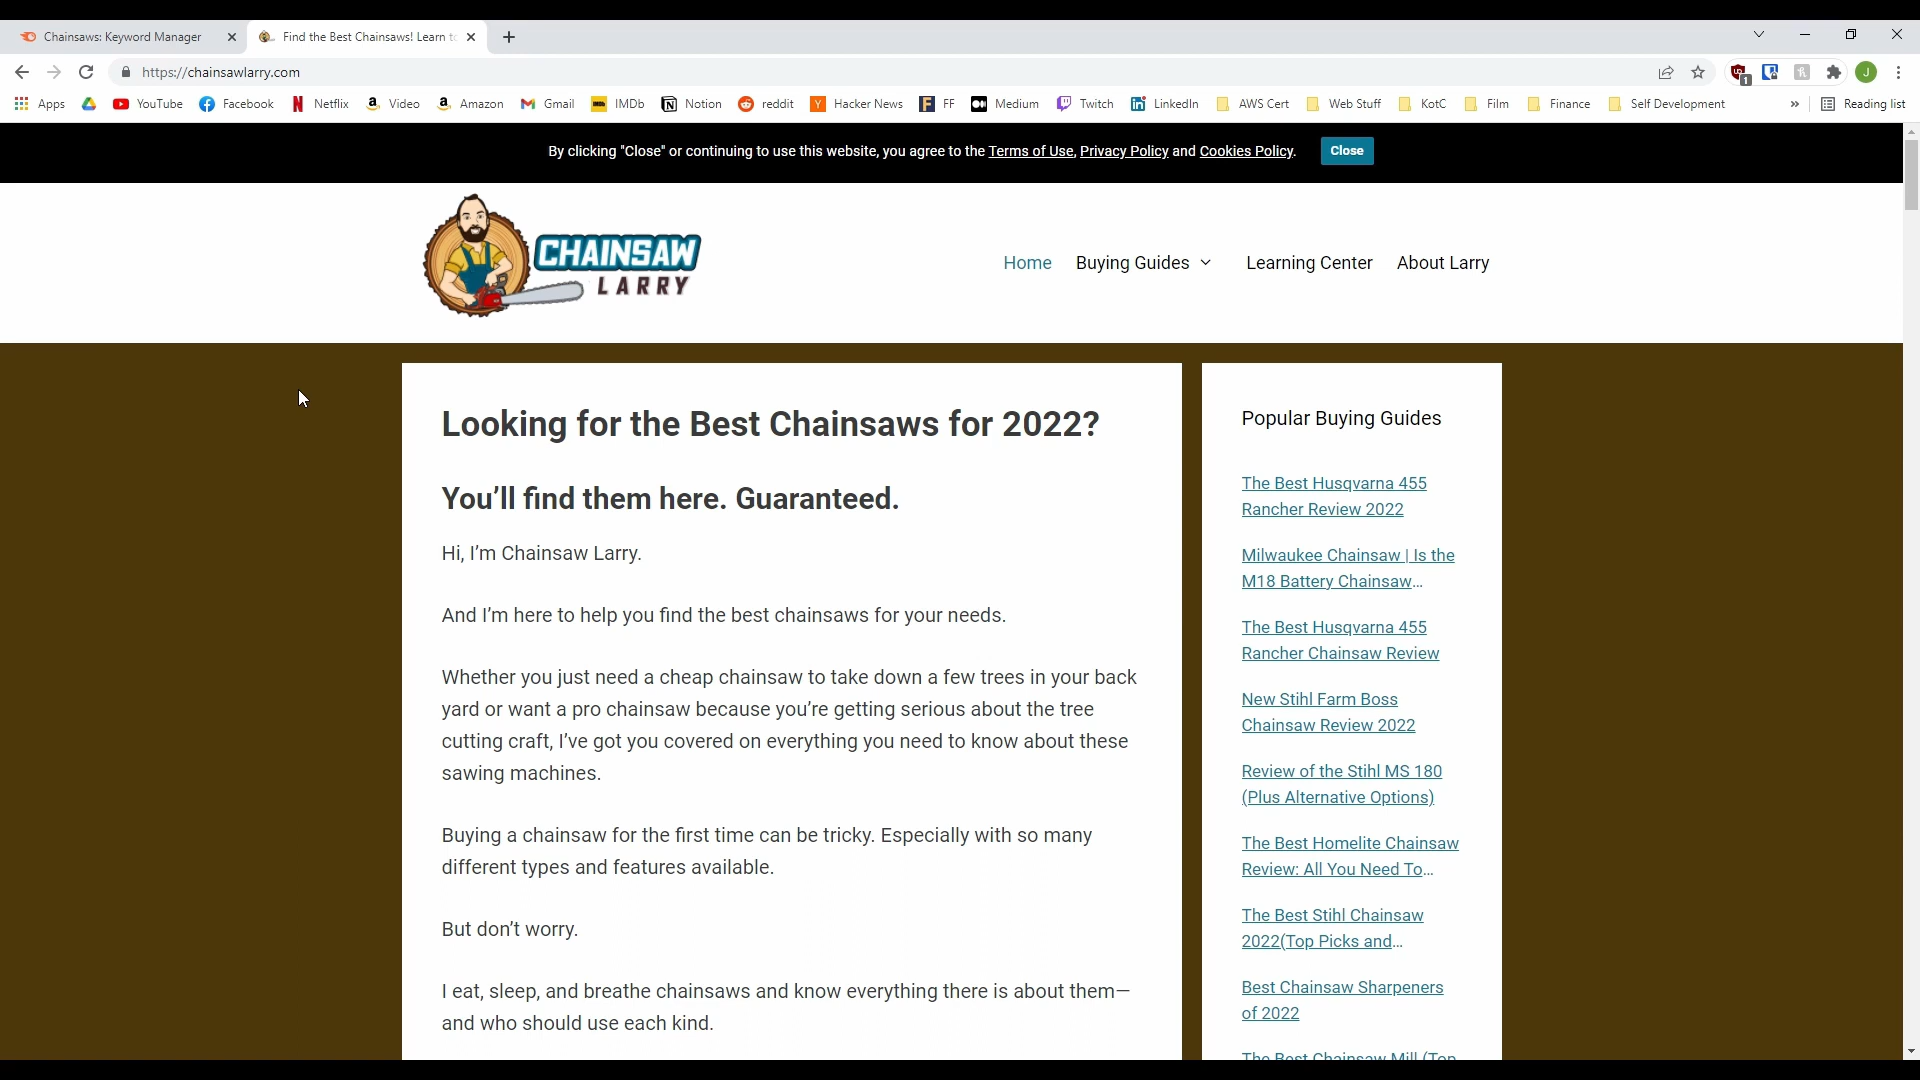 Chainsaws: Keyword Manager
Find the Best Chainsaws! Learn to
https://chainsawlarry.com
1
J
Apps
YouTube
Facebook
Netflix
Video
Amazon
Gmail
IMDb
Notion
reddit
Hacker News
FF
Medium
Twitch
LinkedIn
AWS Cert
Web Stuff
KotC
Film
Finance
Self Development
»
Reading list
By clicking "Close" or continuing to use this website, you agree to the Terms of Use, Privacy Policy and Cookies Policy.
Close
CHAINSAW
LARRY
Home
Buying Guides
Learning Center
About Larry
Looking for the Best Chainsaws for 2022?
You’ll find them here. Guaranteed.
Hi, I’m Chainsaw Larry.
And I’m here to help you find the best chainsaws for your needs.
Whether you just need a cheap chainsaw to take down a few trees in your back
yard or want a pro chainsaw because you’re getting serious about the tree
cutting craft, I’ve got you covered on everything you need to know about these
sawing machines.
Buying a chainsaw for the first time can be tricky. Especially with so many
different types and features available.
But don’t worry.
I eat, sleep, and breathe chainsaws and know everything there is about them—
and who should use each kind.
Popular Buying Guides
The Best Husqvarna 455
Rancher Review 2022
Milwaukee Chainsaw | Is the
M18 Battery Chainsaw...
The Best Husqvarna 455
Rancher Chainsaw Review
New Stihl Farm Boss
Chainsaw Review 2022
Review of the Stihl MS 180
(Plus Alternative Options)
The Best Homelite Chainsaw
Review: All You Need To...
The Best Stihl Chainsaw
2022(Top Picks and...
Best Chainsaw Sharpeners
of 2022
The Best Chainsaw Mill (Top